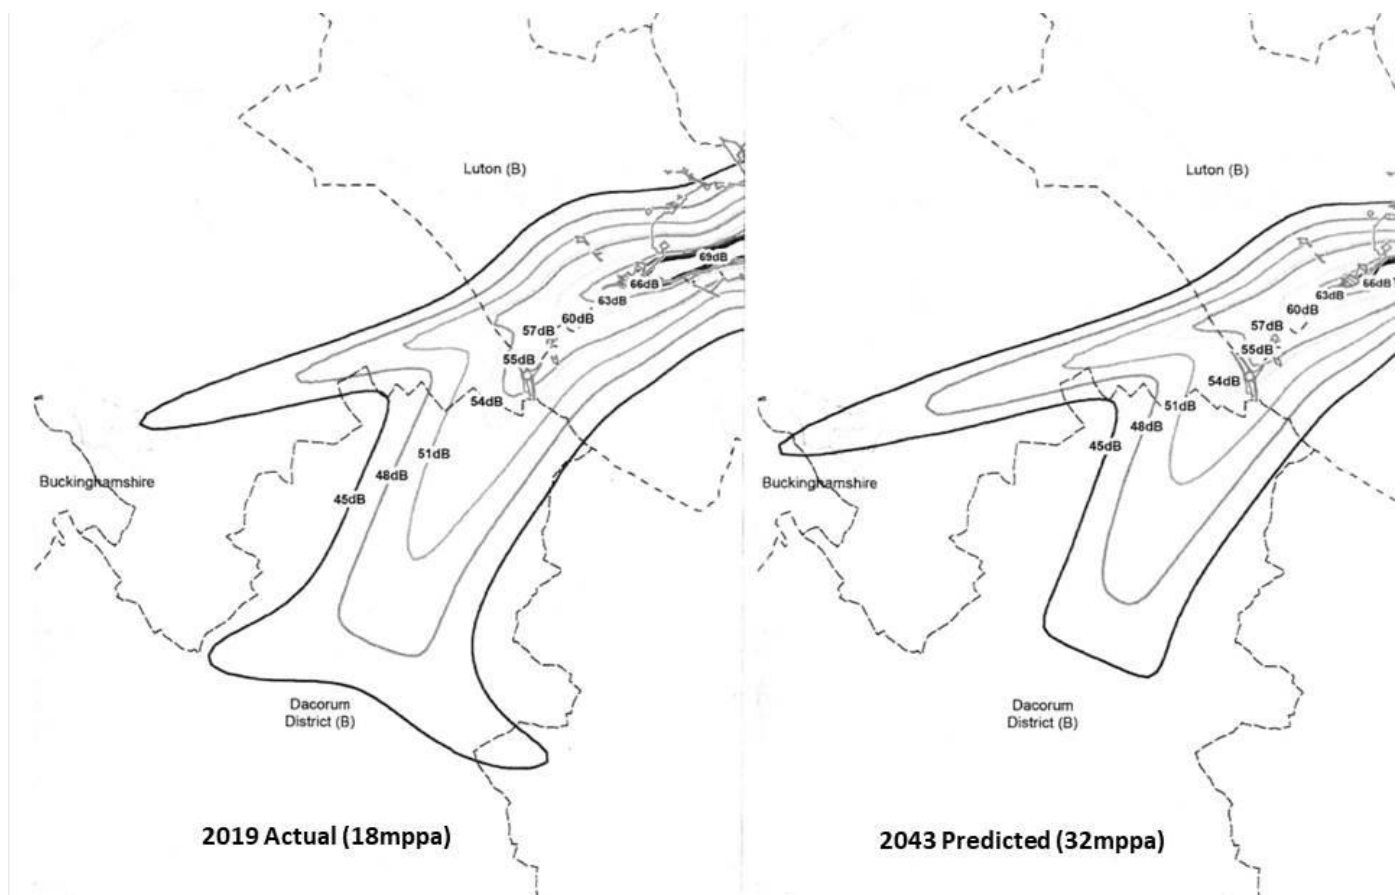 Luton (B)
69dB
66dB
63dB
60dB
57dB
55dB
54dB
51dB
48dB
45dB
Buckinghamshire
Dacorum
District (B)
2019 Actual (18mppa)
Luton (B)
66dB
63dB
60dB
57dB
55dB
54dB
51dB
48dB
45dB
Buckinghamshire
Dacorum
District (B)
2043 Predicted (32mppa)